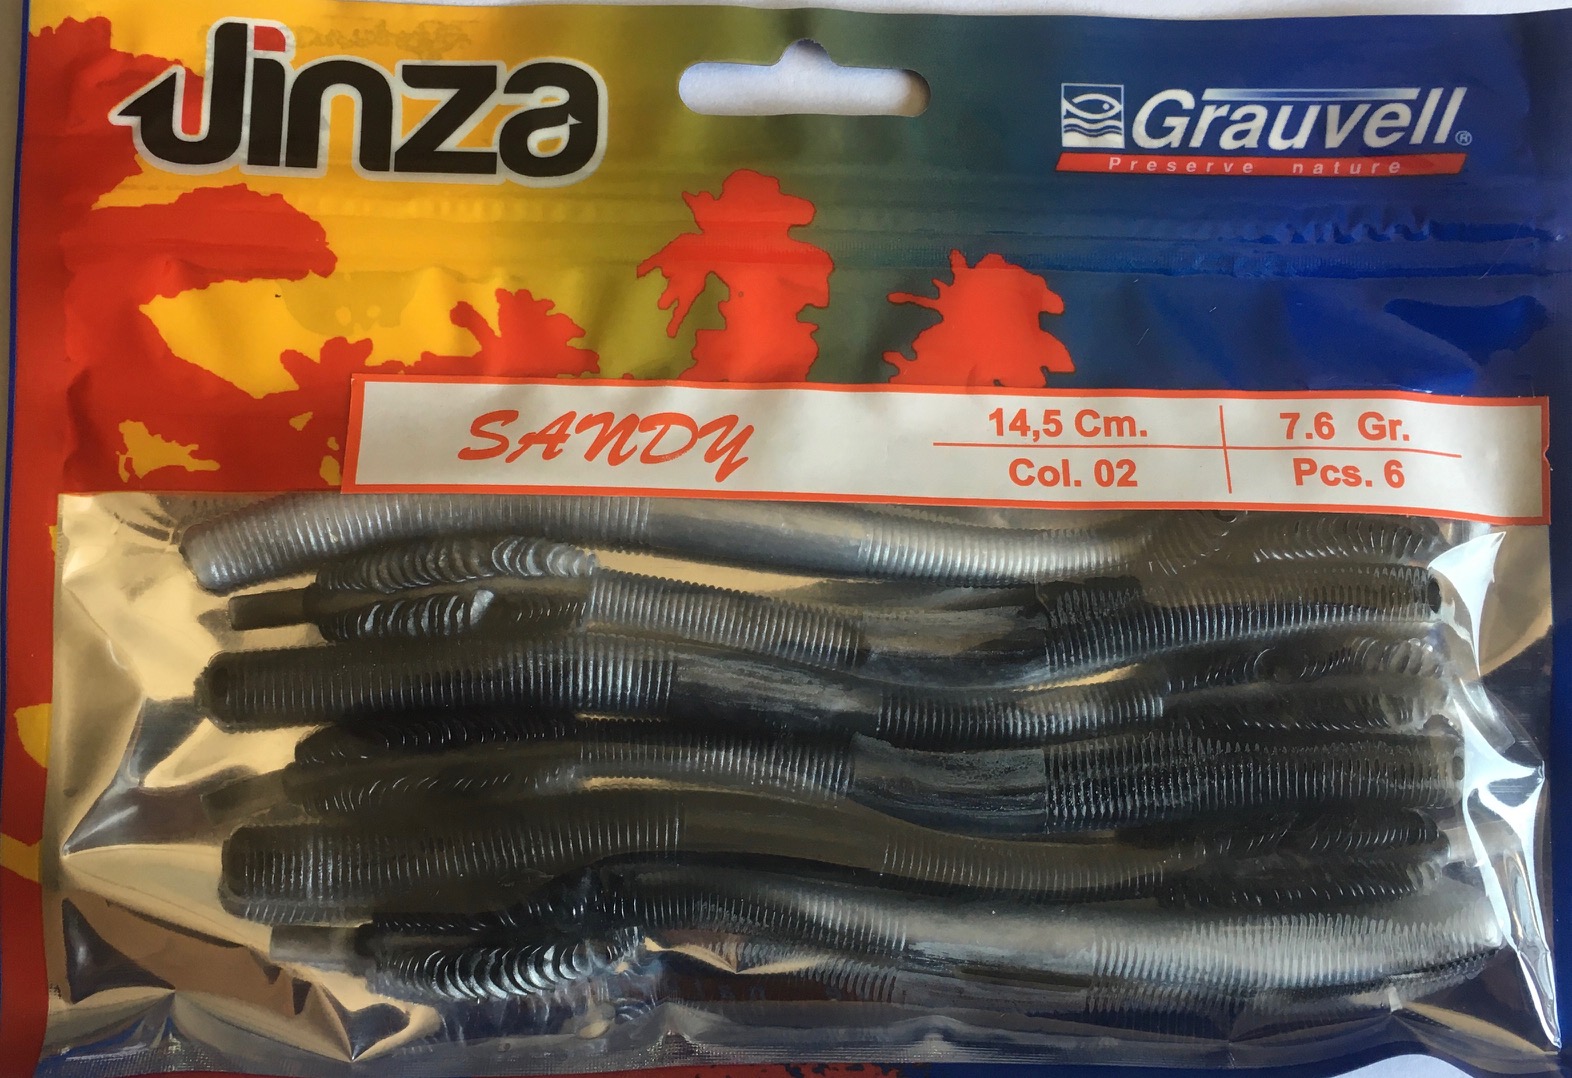 Jinza
Grauvell®
Preserve nature
SANDY
14,5 Cm.
7.6 Gr.
Col. 02
Pcs. 6